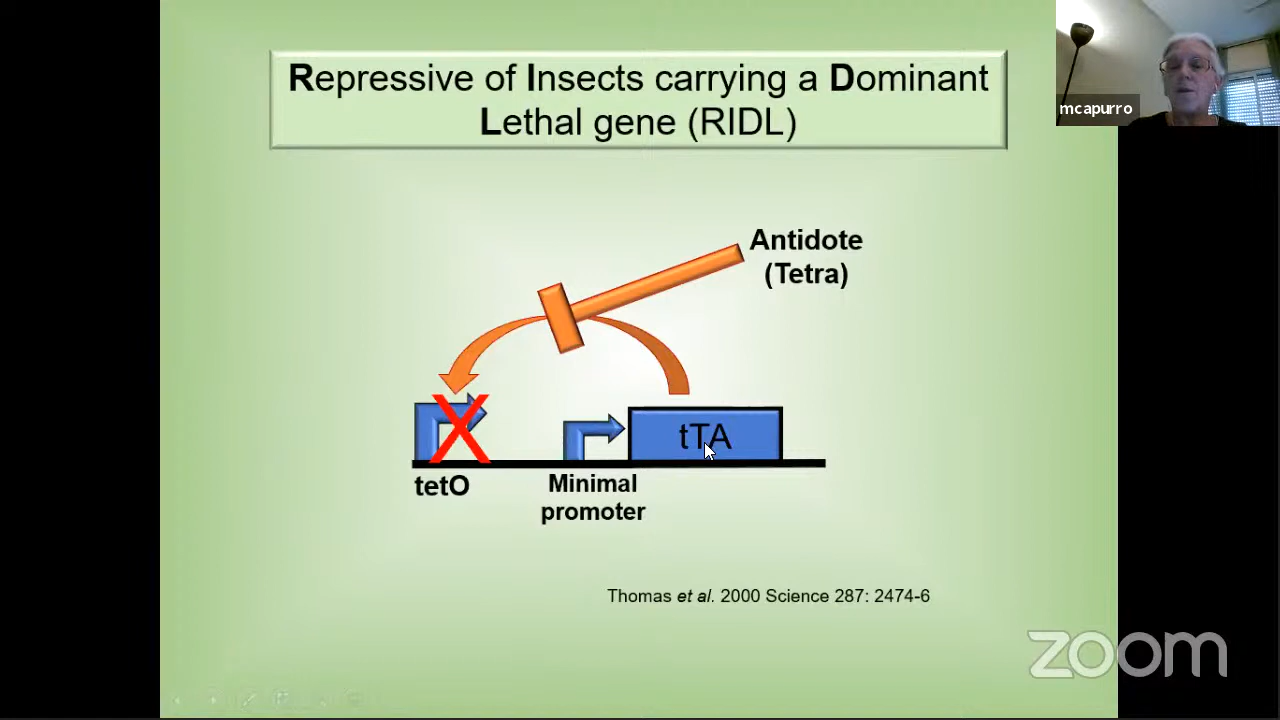 Repressive of Insects carrying a Dominant
Lethal gene (RIDL)
mcapurro
Antidote
(Tetra)
tTA
tetO
Minimal
promoter
Thomas et al. 2000 Science 287: 2474-6
zoom